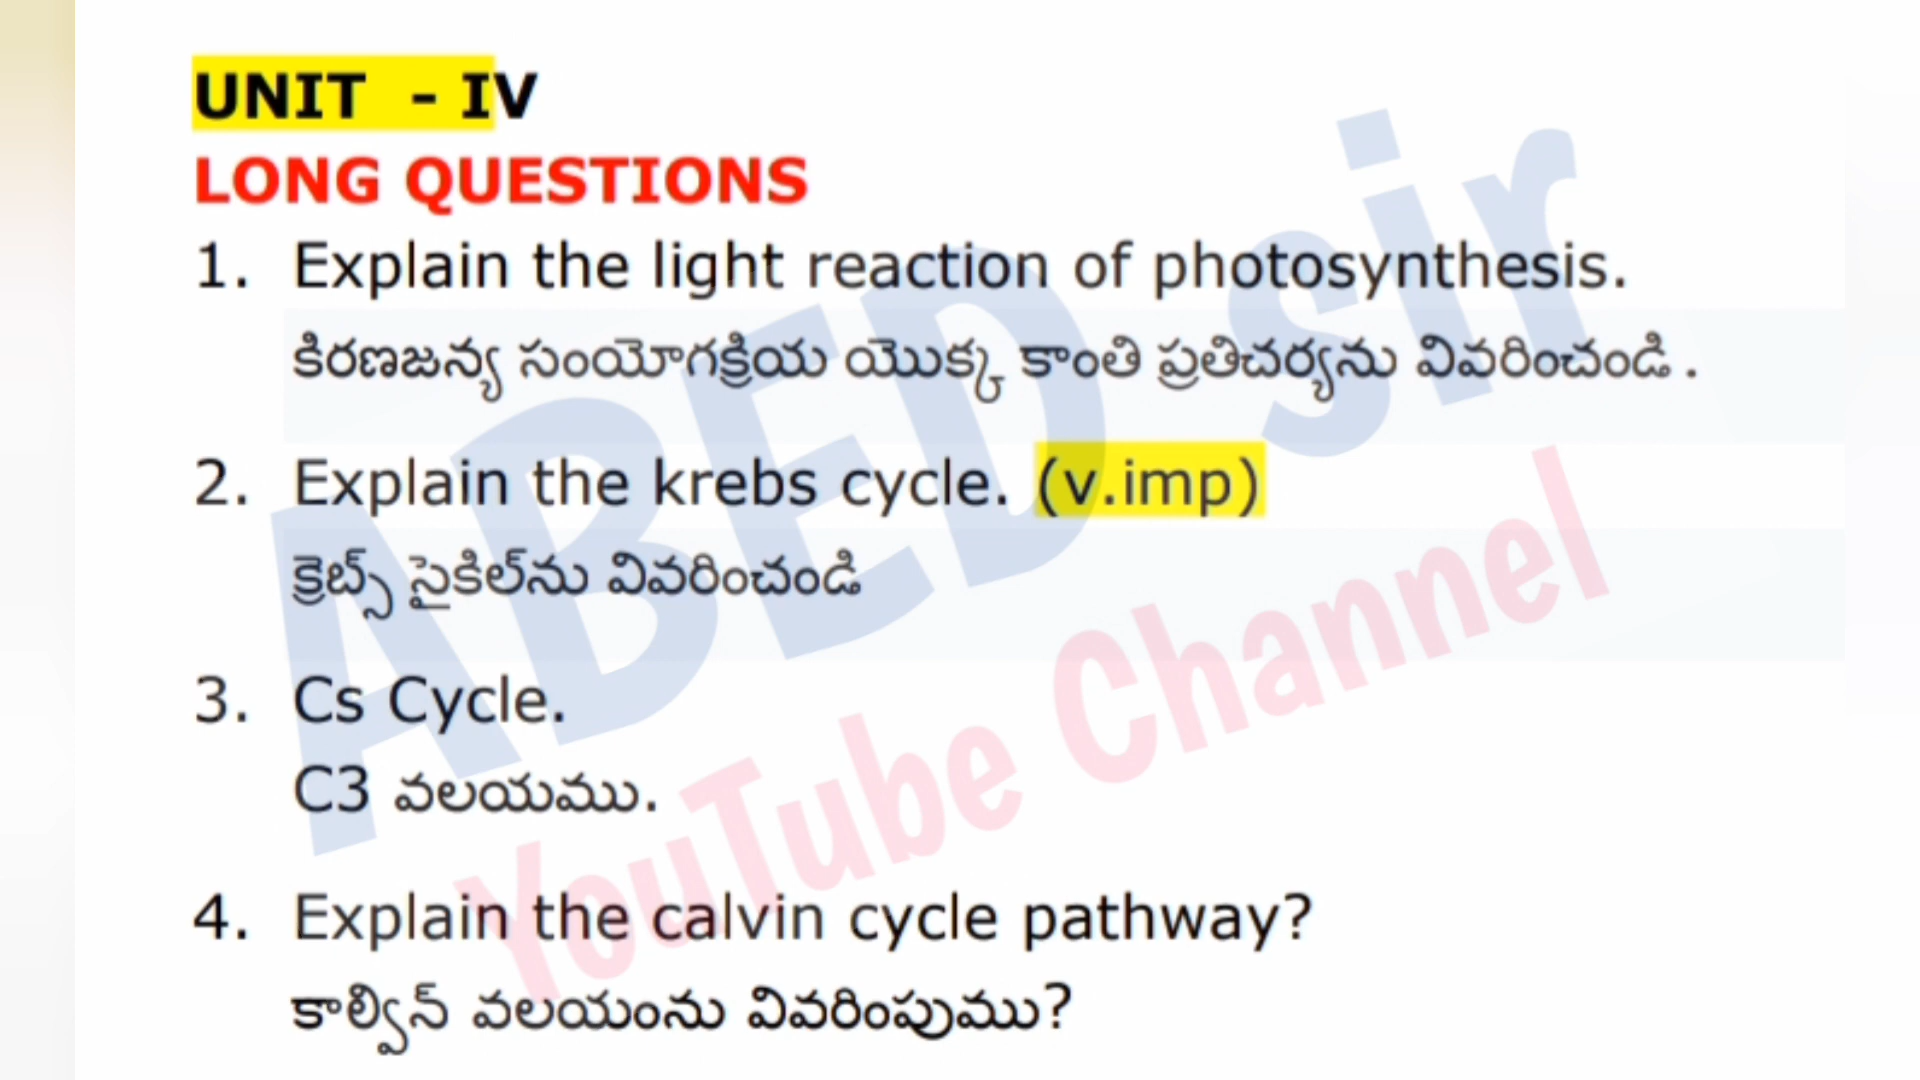 UNIT - IV
LONG QUESTIONS
1. Explain the light reaction of photosynthesis.
కిరణజన్య సంయోగక్రియ యొక్క కాంతి ప్రతిచర్యను వివరించండి.
2. Explain the krebs cycle. (v.imp)
క్రెబ్స్ సైకిల్‌ను వివరించండి
3. Cs Cycle.
C3 వలయము.
4. Explain the calvin cycle pathway?
కాల్విన్ వలయంను వివరింపుము?
ABED sir
YouTube Channel